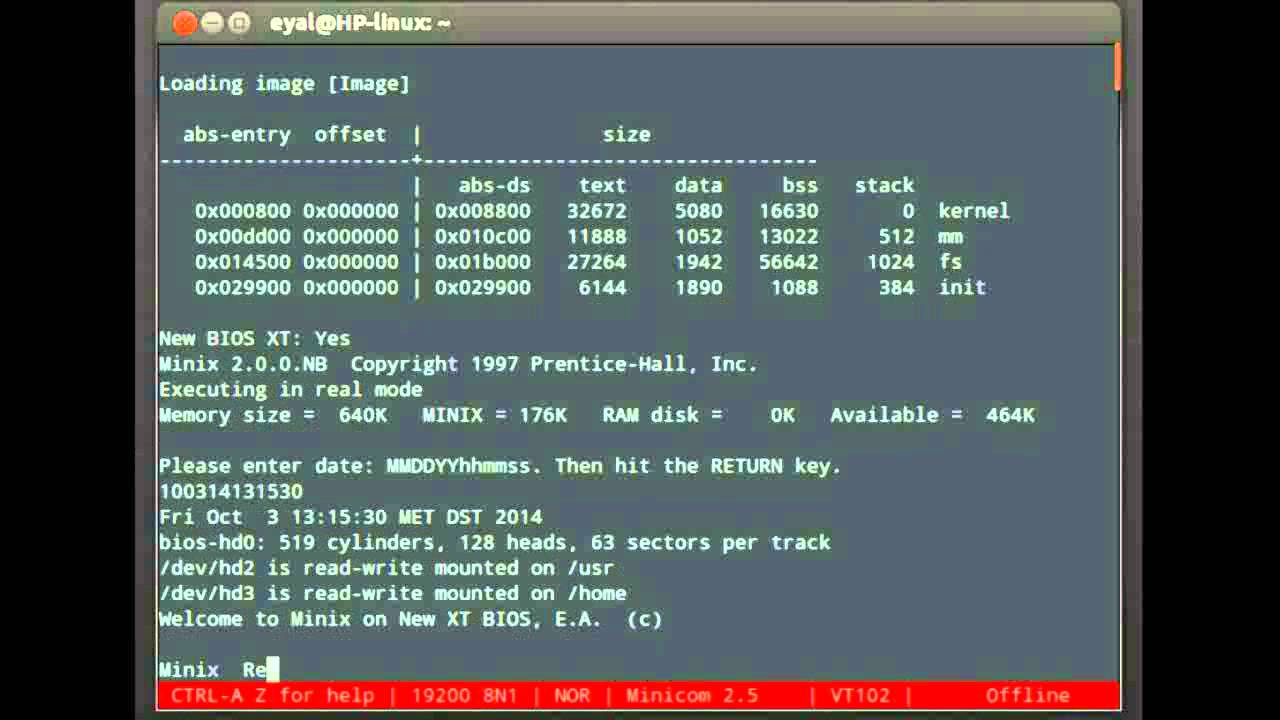 eyal@HP-linux: ~
Loading image [Image]
abs-entry offset | size
--------------------+---------------------------------
| abs-ds text data bss stack
0x000800 0x000000 | 0x008800 32672 5080 16630 0 kernel
0x00dd00 0x000000 | 0x010c00 11888 1052 13022 512 mm
0x014500 0x000000 | 0x01b000 27264 1942 56642 1024 fs
0x029900 0x000000 | 0x029900 6144 1890 1088 384 init
New BIOS XT: Yes
Minix 2.0.0.NB Copyright 1997 Prentice-Hall, Inc.
Executing in real mode
Memory size = 640K MINIX = 176K RAM disk = 0K Available = 464K
Please enter date: MMDDYYhhmmss. Then hit the RETURN key.
100314131530
Fri Oct 3 13:15:30 MET DST 2014
bios-hd0: 519 cylinders, 128 heads, 63 sectors per track
/dev/hd2 is read-write mounted on /usr
/dev/hd3 is read-write mounted on /home
Welcome to Minix on New XT BIOS, E.A. (c)
Minix Re
CTRL-A Z for help | 19200 8N1 | NOR | Minicom 2.5 | VT102 | Offline